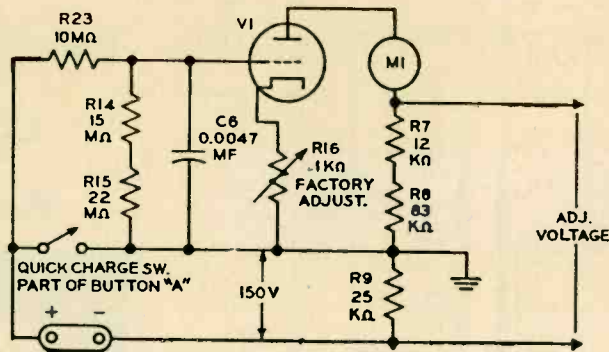 R23
10MΩ
V1
M1
R14
15
MΩ
C6
0.0047
MF
R15
22
MΩ
R16
.1KΩ
FACTORY
ADJUST.
R7
12
KΩ
R8
83
KΩ
ADJ.
VOLTAGE
QUICK CHARGE SW.
PART OF BUTTON "A"
150V
R9
25
KΩ
+ -